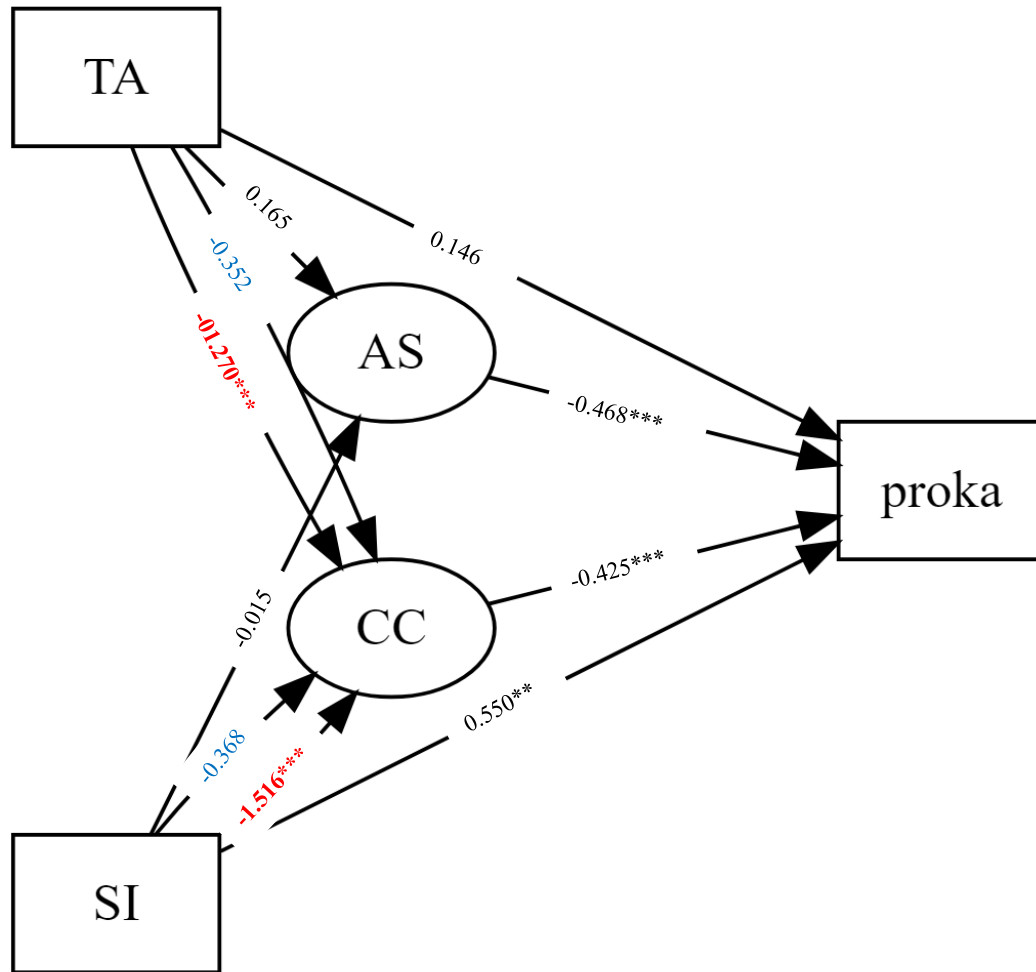 TA
0.165
0.146
-0.352
-01.270***
AS
-0.468***
proka
-0.015
CC
-0.425***
-0.368
0.550**
-1.516***
SI